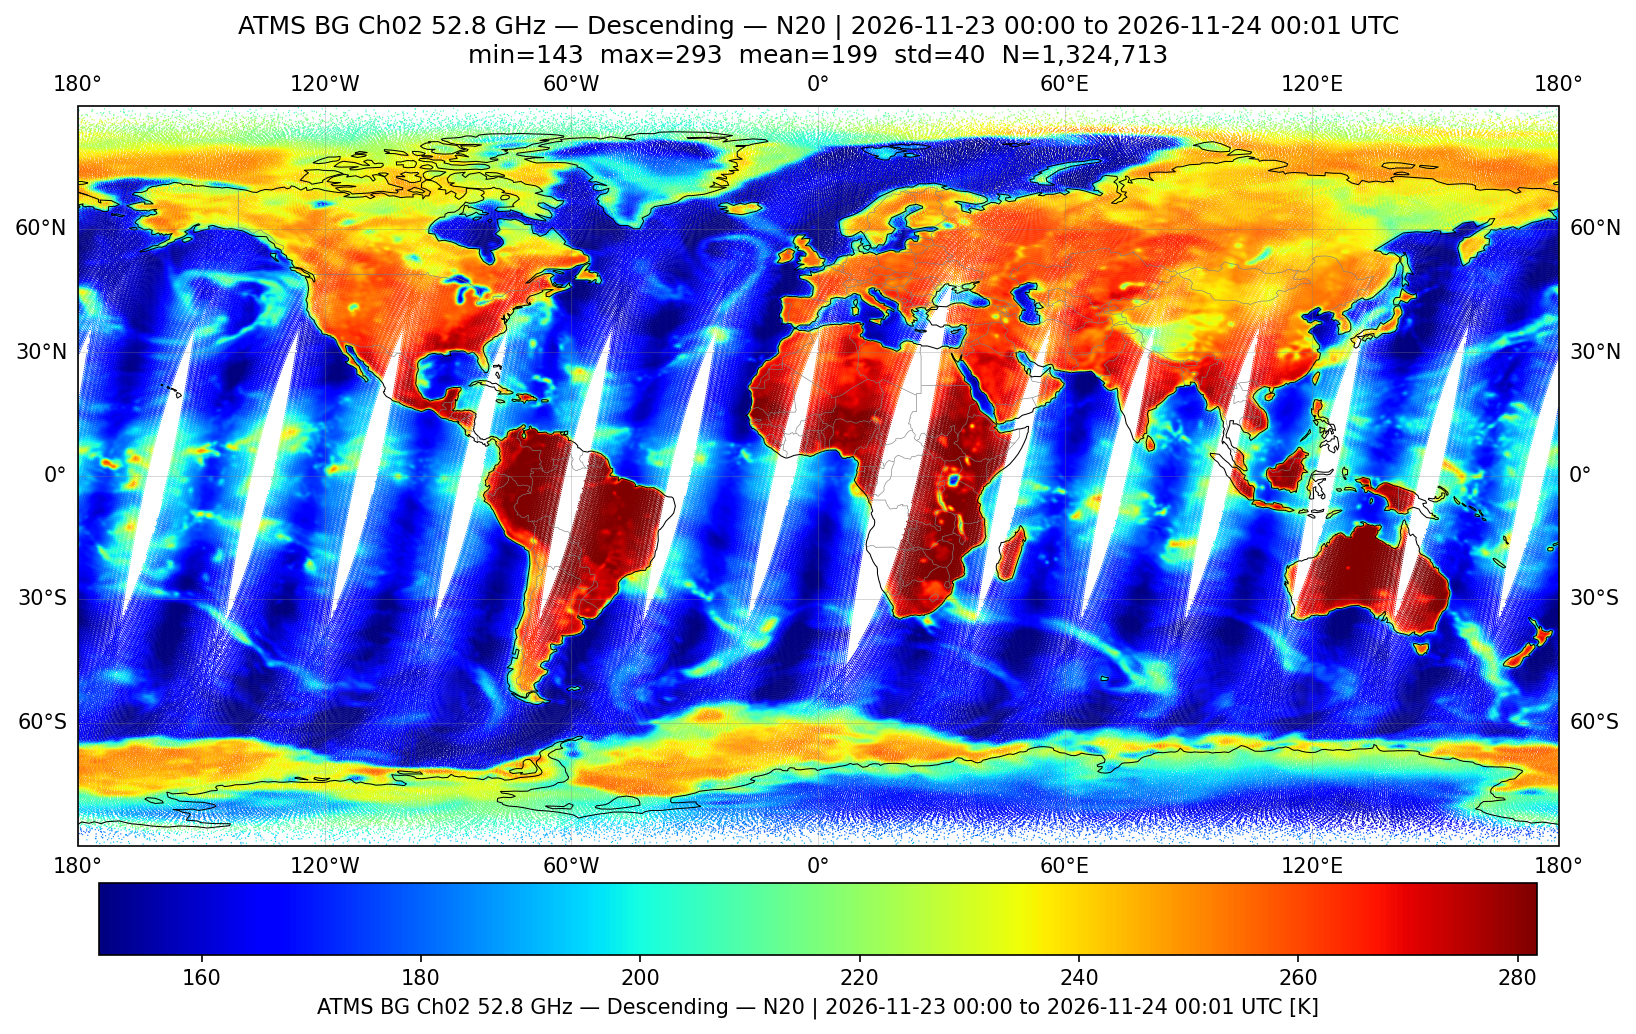 ATMS BG Ch02 52.8 GHz — Descending — N20 | 2026-11-23 00:00 to 2026-11-24 00:01 UTC
min=143  max=293  mean=199  std=40  N=1,324,713
180° 120°W 60°W 0° 60°E 120°E 180°
60°N 60°N
30°N 30°N
0° 0°
30°S 30°S
60°S 60°S
180° 120°W 60°W 0° 60°E 120°E 180°
160 180 200 220 240 260 280
ATMS BG Ch02 52.8 GHz — Descending — N20 | 2026-11-23 00:00 to 2026-11-24 00:01 UTC [K]